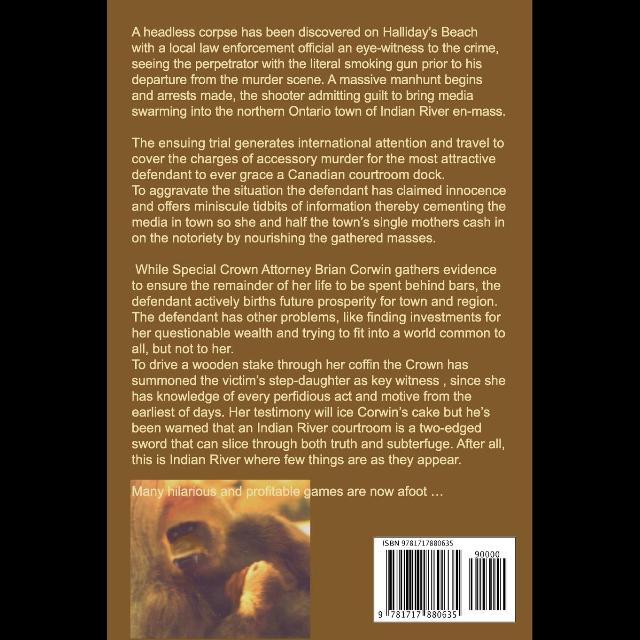 A headless corpse has been discovered on Halliday's Beach
with a local law enforcement official an eye-witness to the crime,
seeing the perpetrator with the literal smoking gun prior to his
departure from the murder scene. A massive manhunt begins
and arrests made, the shooter admitting guilt to bring media
swarming into the northern Ontario town of Indian River en-mass.
The ensuing trial generates international attention and travel to
cover the charges of accessory murder for the most attractive
defendant to ever grace a Canadian courtroom dock.
To aggravate the situation the defendant has claimed innocence
and offers miniscule tidbits of information thereby cementing the
media in town so she and half the town's single mothers cash in
on the notoriety by nourishing the gathered masses.
While Special Crown Attorney Brian Corwin gathers evidence
to ensure the remainder of her life to be spent behind bars, the
defendant actively births future prosperity for town and region.
The defendant has other problems, like finding investments for
her questionable wealth and trying to fit into a world common to
all, but not to her.
To drive a wooden stake through her coffin the Crown has
summoned the victim's step-daughter as key witness , since she
has knowledge of every perfidious act and motive from the
earliest of days. Her testimony will ice Corwin's cake but he's
been warned that an Indian River courtroom is a two-edged
sword that can slice through both truth and subterfuge. After all,
this is Indian River where few things are as they appear.
Many hilarious and profitable games are now afoot ...
ISBN 9781717880635
90000
9 781717 880635